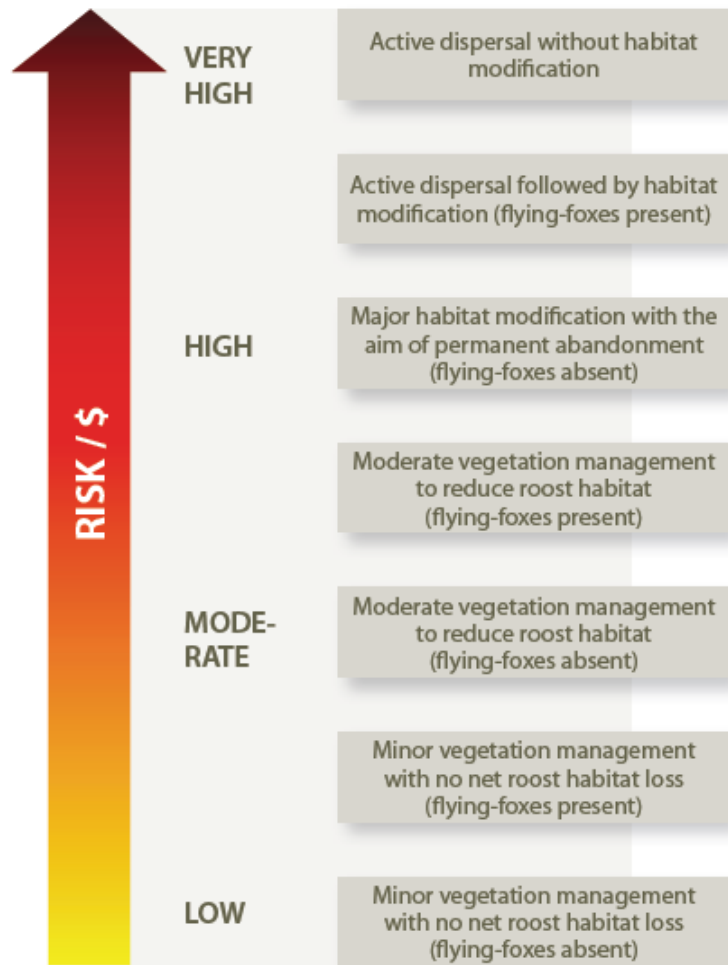 VERY
HIGH
Active dispersal without habitat
modification
Active dispersal followed by habitat
modification (flying-foxes present)
HIGH
Major habitat modification with the
aim of permanent abandonment
(flying-foxes absent)
RISK / $
Moderate vegetation management
to reduce roost habitat
(flying-foxes present)
MODE-
RATE
Moderate vegetation management
to reduce roost habitat
(flying-foxes absent)
Minor vegetation management
with no net roost habitat loss
(flying-foxes present)
LOW
Minor vegetation management
with no net roost habitat loss
(flying-foxes absent)